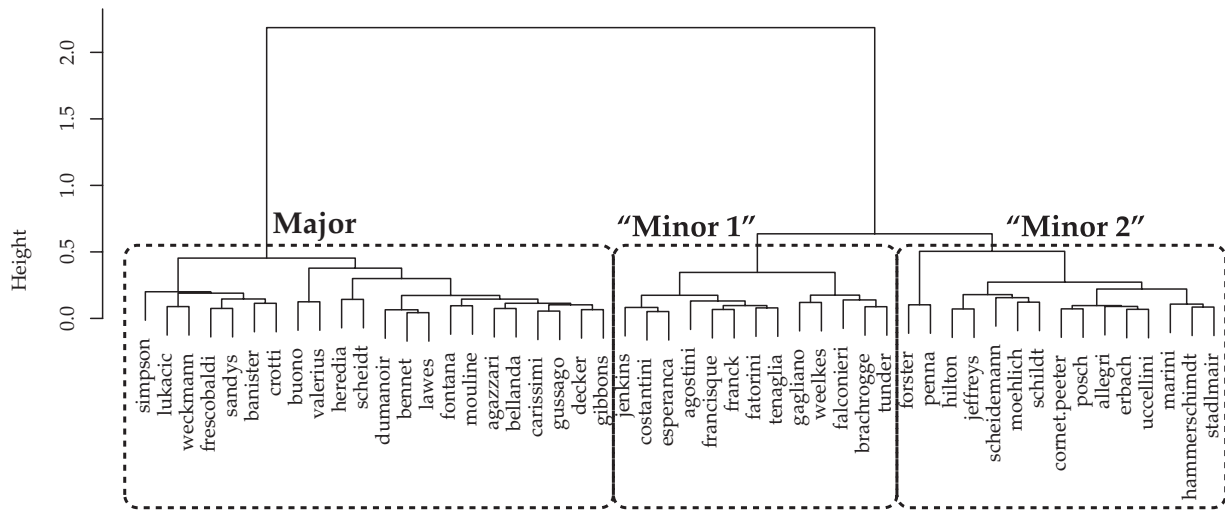 Height
0.0
0.5
1.0
1.5
2.0
Major
“Minor 1”
“Minor 2”
simpson
lukacic
weckmann
frescobaldi
sandys
banister
crotti
buono
valerius
heredia
scheidt
dumanoir
bennet
lawes
fontana
mouline
agazzari
bellanda
carissimi
gussago
decker
gibbons
jenkins
costantini
esperanca
agostini
francisque
franck
fatorini
tenaglia
gagliano
weelkes
falconieri
brachrogge
tunder
forster
penna
hilton
jeffreys
scheidemann
moehlich
schildt
cornet.peeter
posch
allegri
erbach
uccellini
marini
hammerschimdt
stadlmair